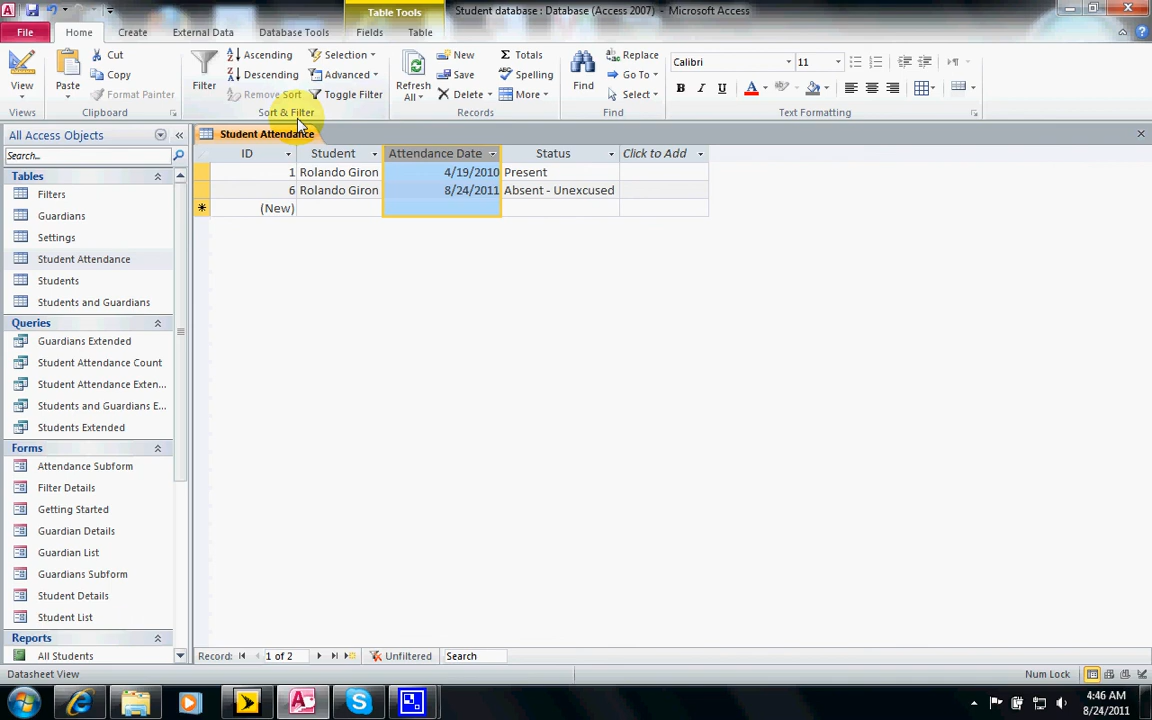 Table Tools
Student database : Database (Access 2007) - Microsoft Access
File Home Create External Data Database Tools Fields Table
Cut Ascending Selection New Totals Replace Calibri 11
Copy Descending Advanced Save Spelling Go To
View Paste Filter Refresh All Find
Format Painter Remove Sort Toggle Filter Delete More Select
B I U A
Views Clipboard Sort & Filter Records Find Text Formatting
All Access Objects Student Attendance
Search... ID Student Attendance Date Status Click to Add
Tables 1 Rolando Giron 4/19/2010 Present
Filters 6 Rolando Giron 8/24/2011 Absent - Unexcused
Guardians (New)
Settings
Student Attendance
Students
Students and Guardians
Queries
Guardians Extended
Student Attendance Count
Student Attendance Exten...
Students and Guardians E...
Students Extended
Forms
Attendance Subform
Filter Details
Getting Started
Guardian Details
Guardian List
Guardians Subform
Student Details
Student List
Reports
All Students Record: 1 of 2 Unfiltered Search
Datasheet View Num Lock
4:46 AM
8/24/2011